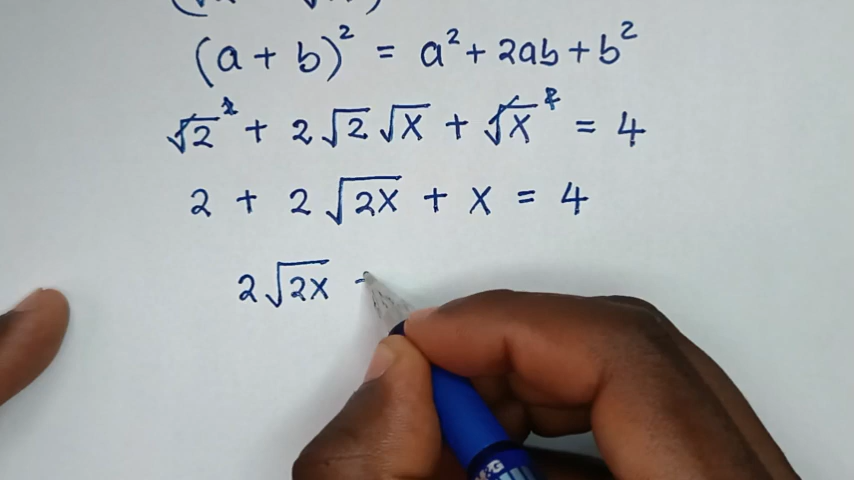 (a + b)² = a² + 2ab + b²
√2² + 2√2√x + √x² = 4
2 + 2√2x + x = 4
2√2x